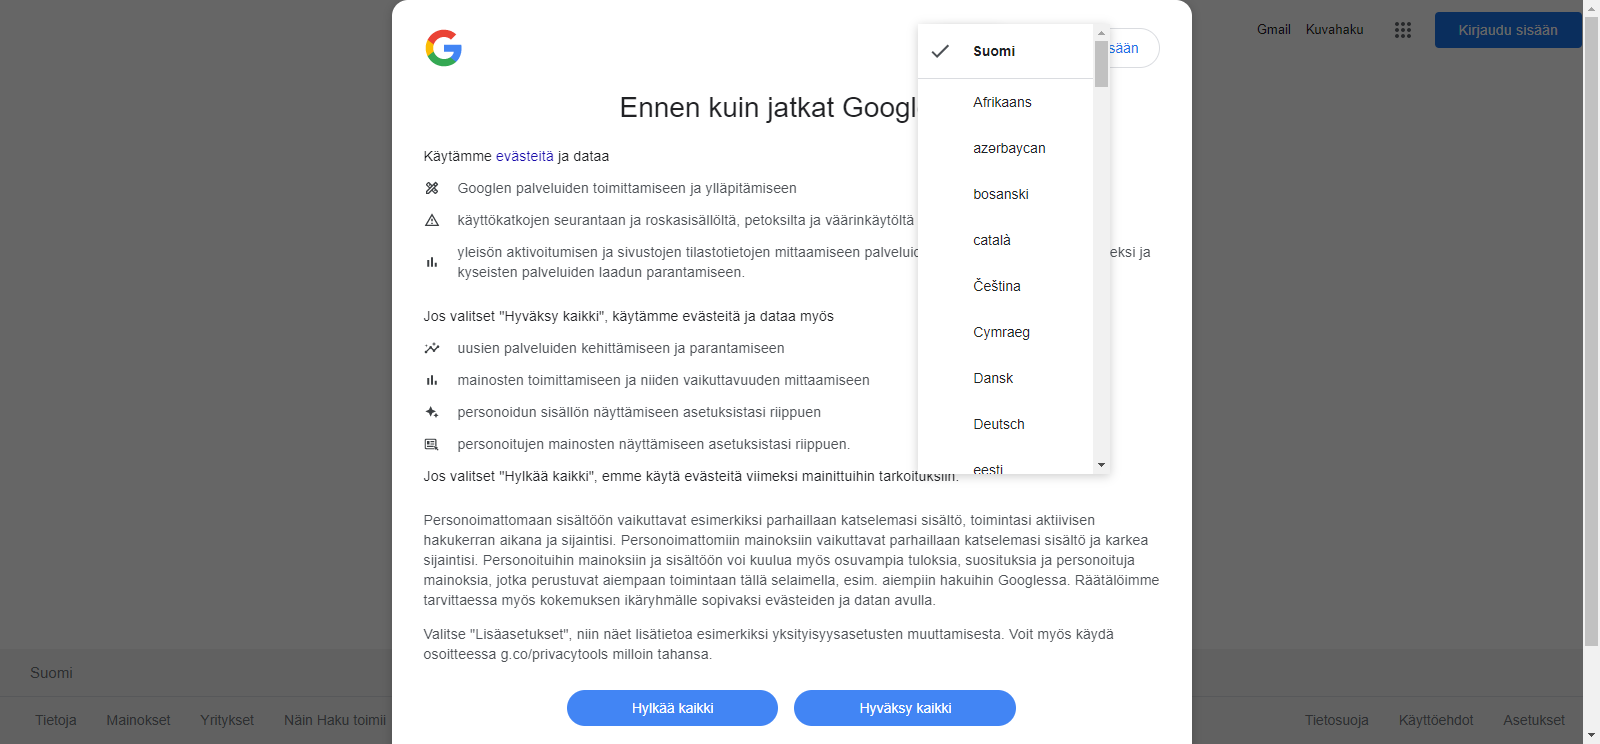 Gmail Kuvahaku
Kirjaudu sisään
sään
Suomi
Afrikaans
azərbaycan
bosanski
català
Čeština
Cymraeg
Dansk
Deutsch
eesti
Ennen kuin jatkat Googl
Käytämme evästeitä ja dataa
Googlen palveluiden toimittamiseen ja ylläpitämiseen
käyttökatkojen seurantaan ja roskasisällöltä, petoksilta ja väärinkäytöltä
yleisön aktivoitumisen ja sivustojen tilastotietojen mittaamiseen palveluid eksi ja
kyseisten palveluiden laadun parantamiseen.
Jos valitset "Hyväksy kaikki", käytämme evästeitä ja dataa myös
uusien palveluiden kehittämiseen ja parantamiseen
mainosten toimittamiseen ja niiden vaikuttavuuden mittaamiseen
personoidun sisällön näyttämiseen asetuksistasi riippuen
personoitujen mainosten näyttämiseen asetuksistasi riippuen.
Jos valitset "Hylkää kaikki", emme käytä evästeitä viimeksi mainittuihin tarkoituksiin.
Personoimattomaan sisältöön vaikuttavat esimerkiksi parhaillaan katselemasi sisältö, toimintasi aktiivisen
hakukerran aikana ja sijaintisi. Personoimattomiin mainoksiin vaikuttavat parhaillaan katselemasi sisältö ja karkea
sijaintisi. Personoituihin mainoksiin ja sisältöön voi kuulua myös osuvampia tuloksia, suosituksia ja personoituja
mainoksia, jotka perustuvat aiempaan toimintaan tällä selaimella, esim. aiempiin hakuihin Googlessa. Räätälöimme
tarvittaessa myös kokemuksen ikäryhmälle sopivaksi evästeiden ja datan avulla.
Valitse "Lisäasetukset", niin näet lisätietoa esimerkiksi yksityisyysasetusten muuttamisesta. Voit myös käydä
osoitteessa g.co/privacytools milloin tahansa.
Hylkää kaikki Hyväksy kaikki
Suomi
Tietoja Mainokset Yritykset Näin Haku toimii Tietosuoja Käyttöehdot Asetukset